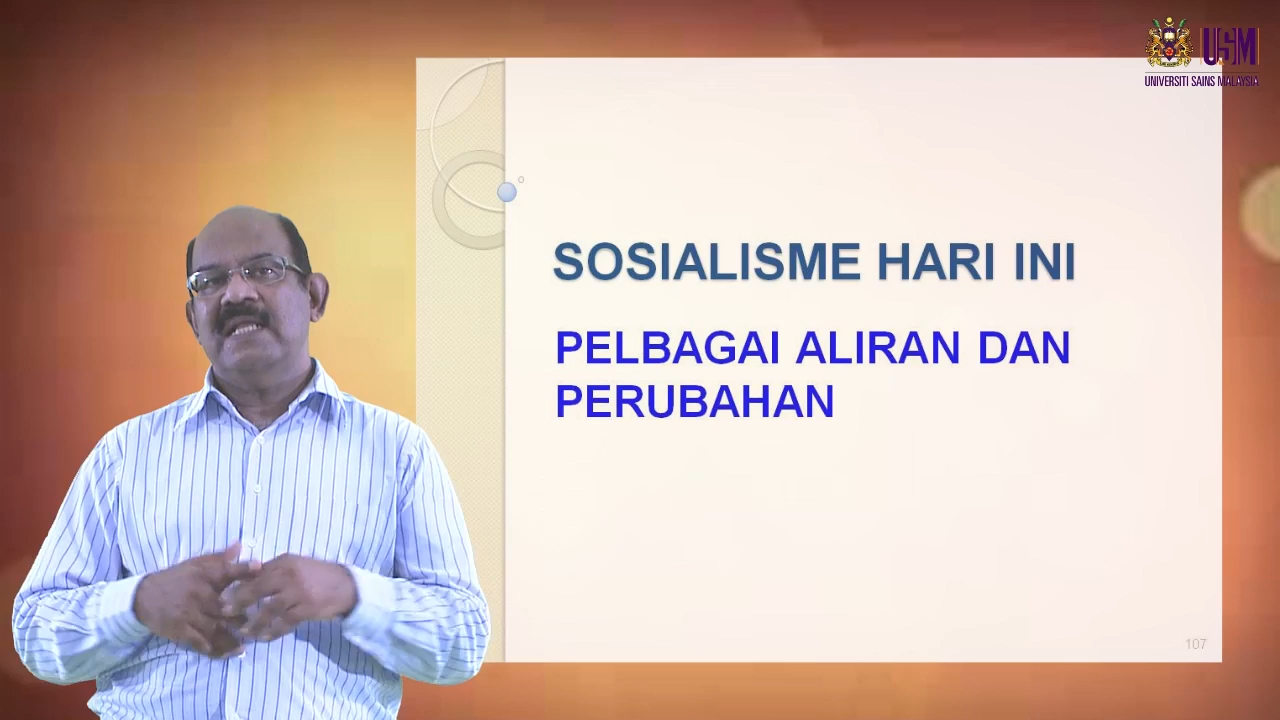 USM
UNIVERSITI SAINS MALAYSIA
SOSIALISME HARI INI
PELBAGAI ALIRAN DAN
PERUBAHAN
107